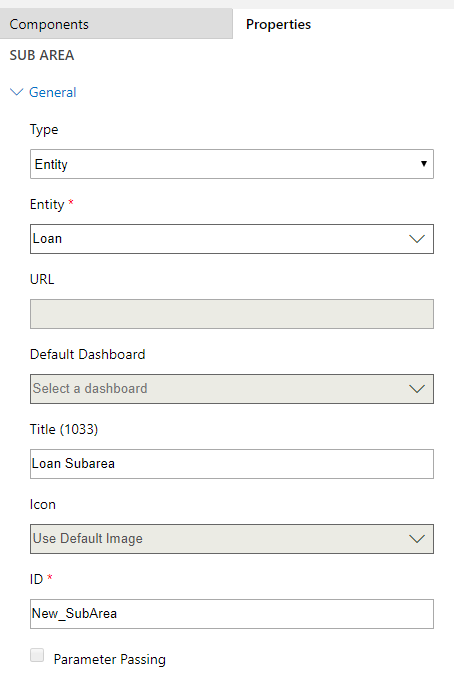 Components Properties
SUB AREA
General
Type
Entity
Entity *
Loan
URL
Default Dashboard
Select a dashboard
Title (1033)
Loan Subarea
Icon
Use Default Image
ID *
New_SubArea
Parameter Passing